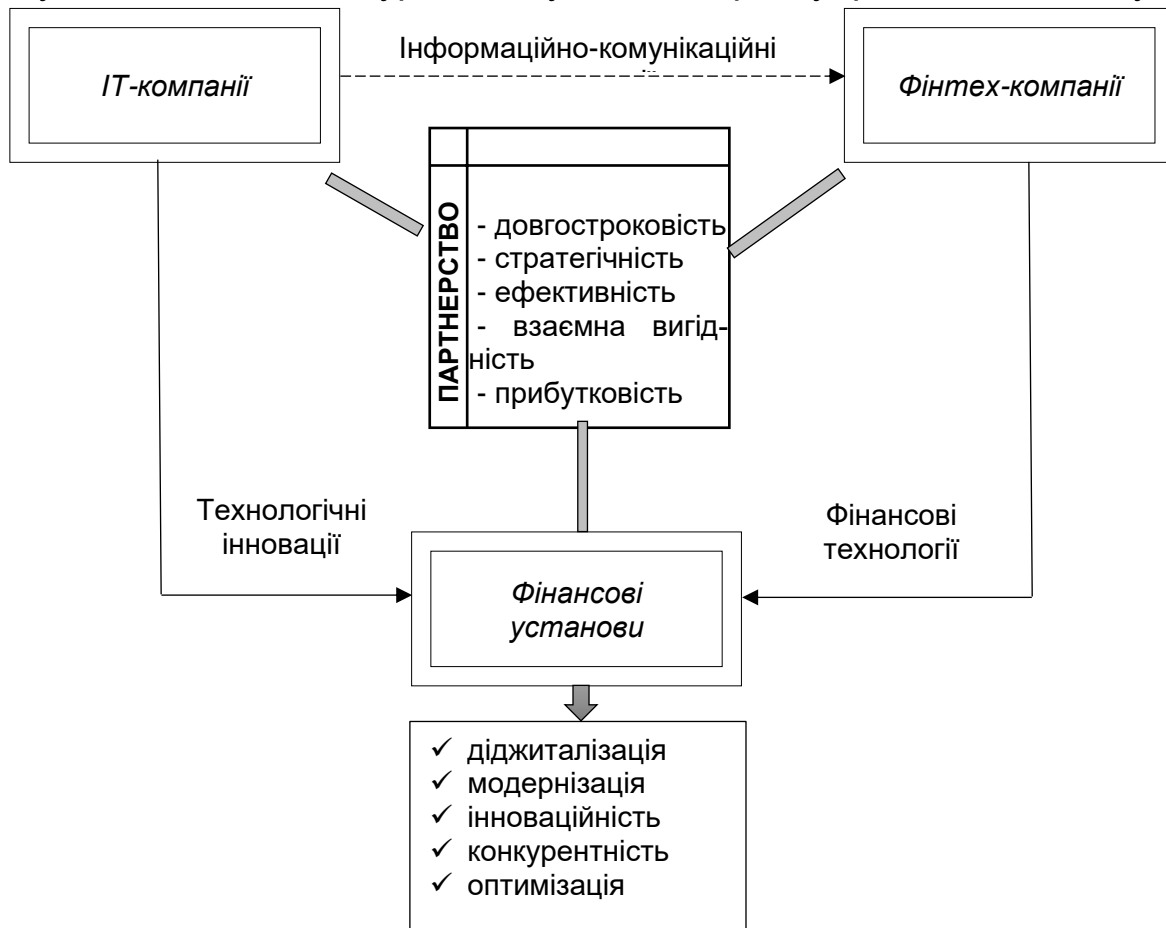 Інформаційно-комунікаційні
ІТ-компанії
Фінтех-компанії
ПАРТНЕРСТВО
- довгостроковість
- стратегічність
- ефективність
- взаємна вигід-
ність
- прибутковість
Технологічні
інновації
Фінансові
технології
Фінансові
установи
✓ діджиталізація
✓ модернізація
✓ інноваційність
✓ конкурентність
✓ оптимізація